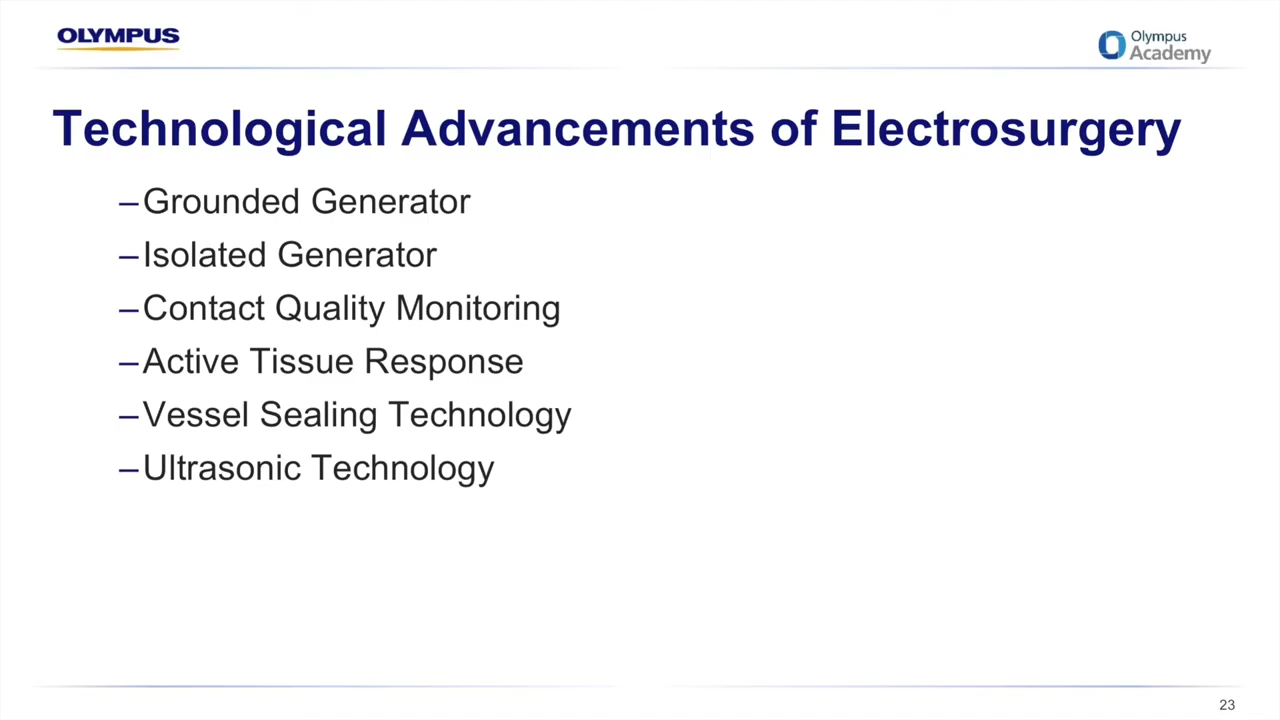 OLYMPUS
Olympus
Academy
Technological Advancements of Electrosurgery
–Grounded Generator
–Isolated Generator
–Contact Quality Monitoring
–Active Tissue Response
–Vessel Sealing Technology
–Ultrasonic Technology
23